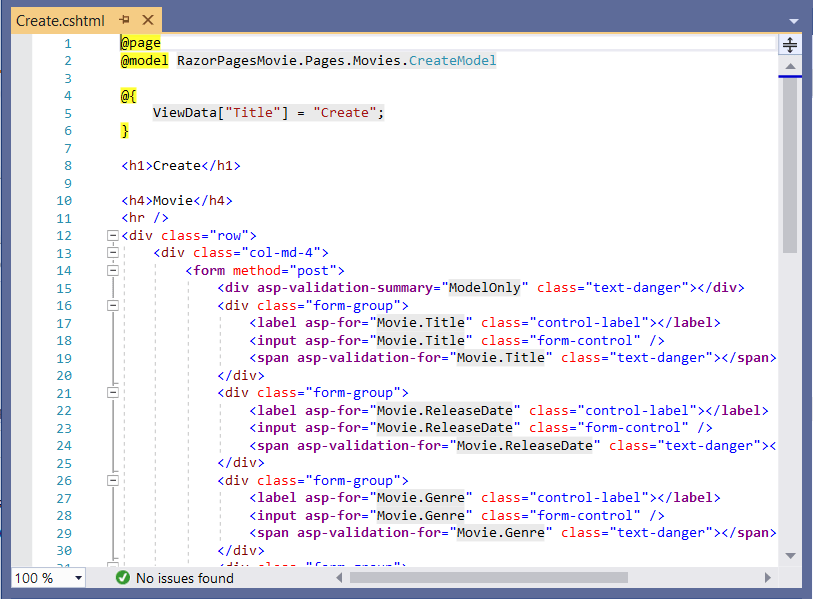 Create.cshtml
1 @page
2 @model RazorPagesMovie.Pages.Movies.CreateModel
3
4 @{
5     ViewData["Title"] = "Create";
6 }
7
8 <h1>Create</h1>
9
10 <h4>Movie</h4>
11 <hr />
12 <div class="row">
13     <div class="col-md-4">
14         <form method="post">
15             <div asp-validation-summary="ModelOnly" class="text-danger"></div>
16             <div class="form-group">
17                 <label asp-for="Movie.Title" class="control-label"></label>
18                 <input asp-for="Movie.Title" class="form-control" />
19                 <span asp-validation-for="Movie.Title" class="text-danger"></span>
20             </div>
21             <div class="form-group">
22                 <label asp-for="Movie.ReleaseDate" class="control-label"></label>
23                 <input asp-for="Movie.ReleaseDate" class="form-control" />
24                 <span asp-validation-for="Movie.ReleaseDate" class="text-danger"><
25             </div>
26             <div class="form-group">
27                 <label asp-for="Movie.Genre" class="control-label"></label>
28                 <input asp-for="Movie.Genre" class="form-control" />
29                 <span asp-validation-for="Movie.Genre" class="text-danger"></span>
30             </div>
100 % No issues found